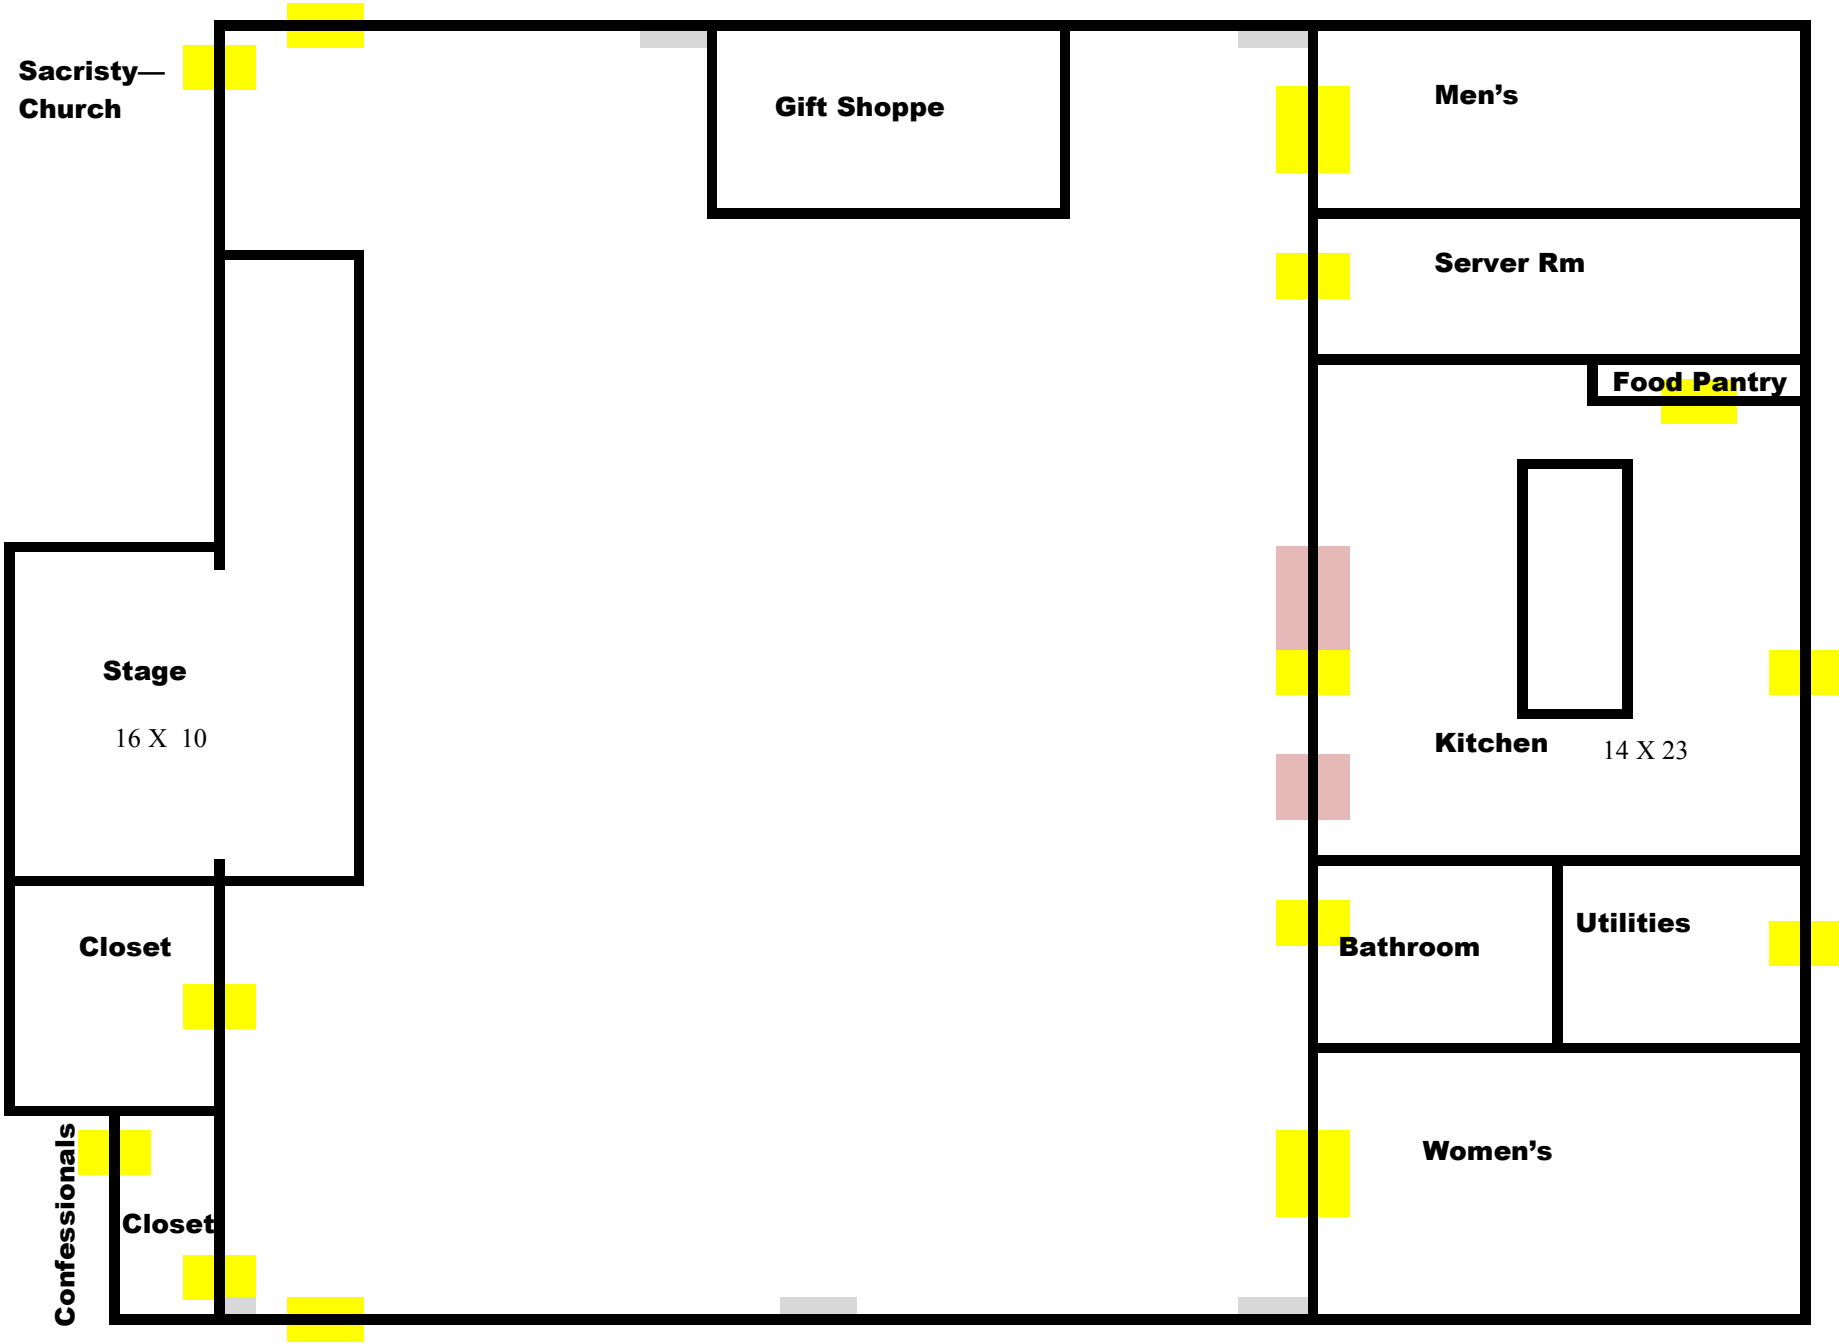 Sacristy—
Church
Gift Shoppe
Men’s
Server Rm
Food Pantry
Stage
16 X  10
Kitchen
14 X 23
Closet
Bathroom
Utilities
Confessionals
Closet
Women’s